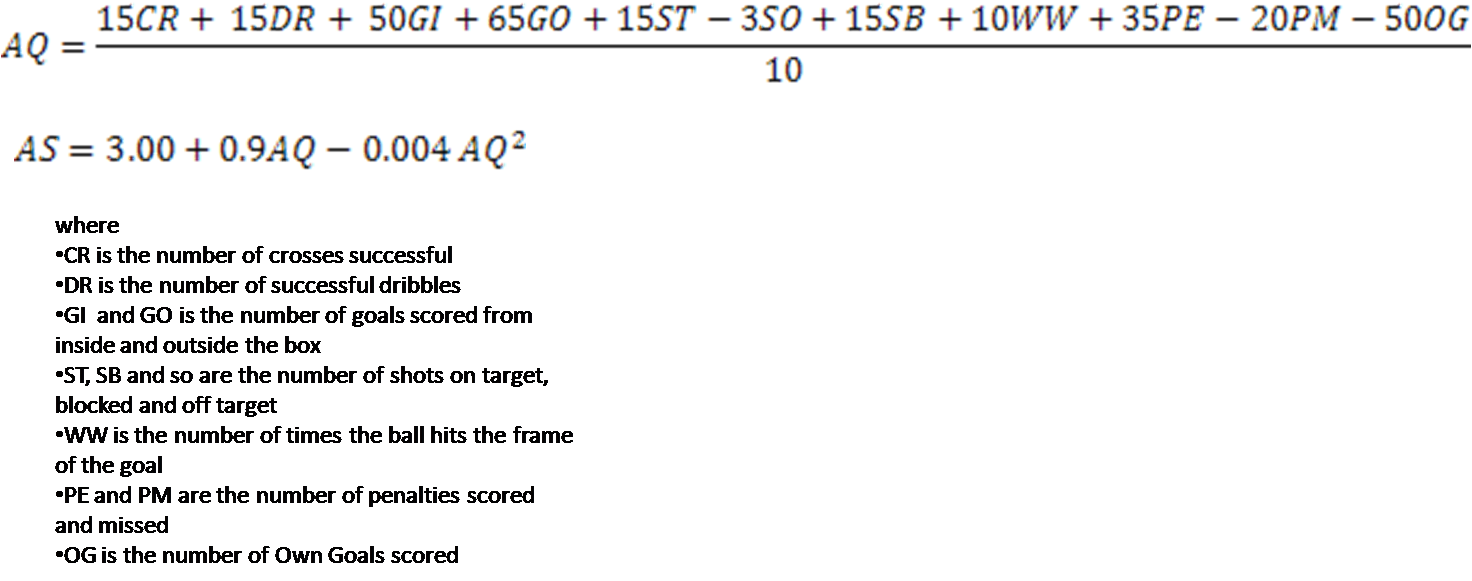 AQ = 15CR + 15DR + 50GI + 65GO + 15ST − 3SO + 15SB + 10WW + 35PE − 20PM − 50OG
10
AS = 3.00 + 0.9AQ − 0.004 AQ²
where
•CR is the number of crosses successful
•DR is the number of successful dribbles
•GI and GO is the number of goals scored from
inside and outside the box
•ST, SB and so are the number of shots on target,
blocked and off target
•WW is the number of times the ball hits the frame
of the goal
•PE and PM are the number of penalties scored
and missed
•OG is the number of Own Goals scored